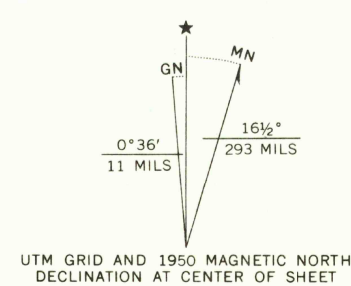 ★
GN
MN
0°36′
11 MILS
16½°
293 MILS
UTM GRID AND 1950 MAGNETIC NORTH
DECLINATION AT CENTER OF SHEET